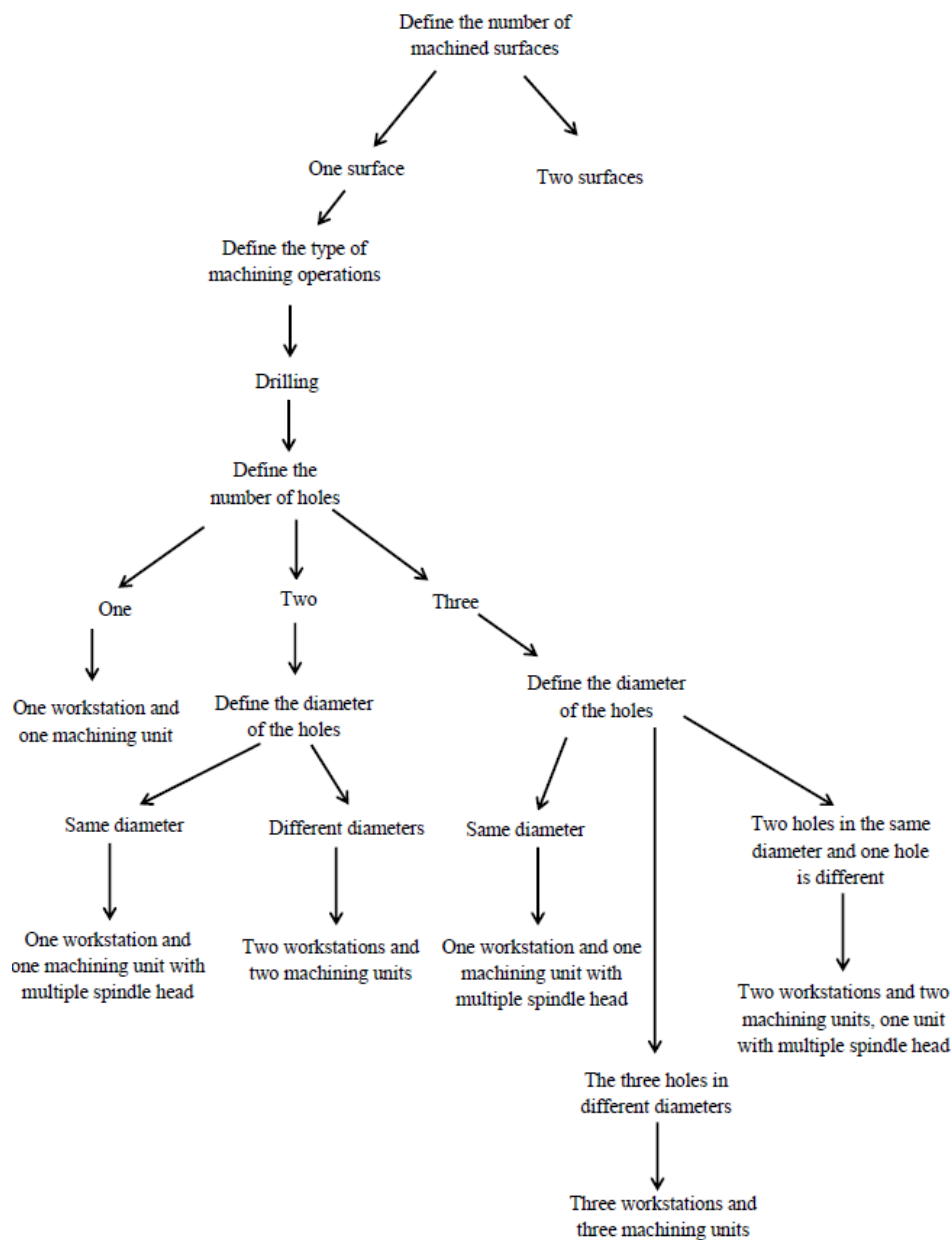 Define the number of
machined surfaces
One surface
Two surfaces
Define the type of
machining operations
Drilling
Define the
number of holes
One
Two
Three
One workstation and
one machining unit
Define the diameter
of the holes
Define the diameter
of the holes
Same diameter
Different diameters
Same diameter
Two holes in the same
diameter and one hole
is different
One workstation and
one machining unit with
multiple spindle head
Two workstations and
two machining units
One workstation and one
machining unit with
multiple spindle head
Two workstations and two
machining units, one unit
with multiple spindle head
The three holes in
different diameters
Three workstations and
three machining units